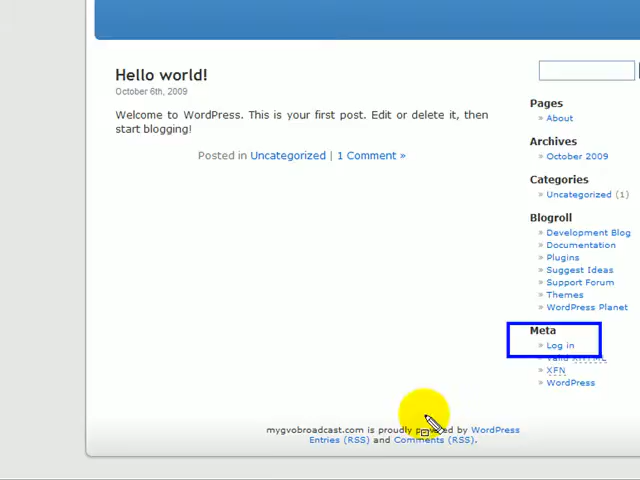 Hello world!
October 6th, 2009
Welcome to WordPress. This is your first post. Edit or delete it, then
start blogging!
Posted in Uncategorized | 1 Comment »
Pages
» About
Archives
» October 2009
Categories
» Uncategorized (1)
Blogroll
» Development Blog
» Documentation
» Plugins
» Suggest Ideas
» Support Forum
» Themes
» WordPress Planet
Meta
» Log in
» Valid XHTML
» XFN
» WordPress
mygvobroadcast.com is proudly powered by WordPress
Entries (RSS) and Comments (RSS).